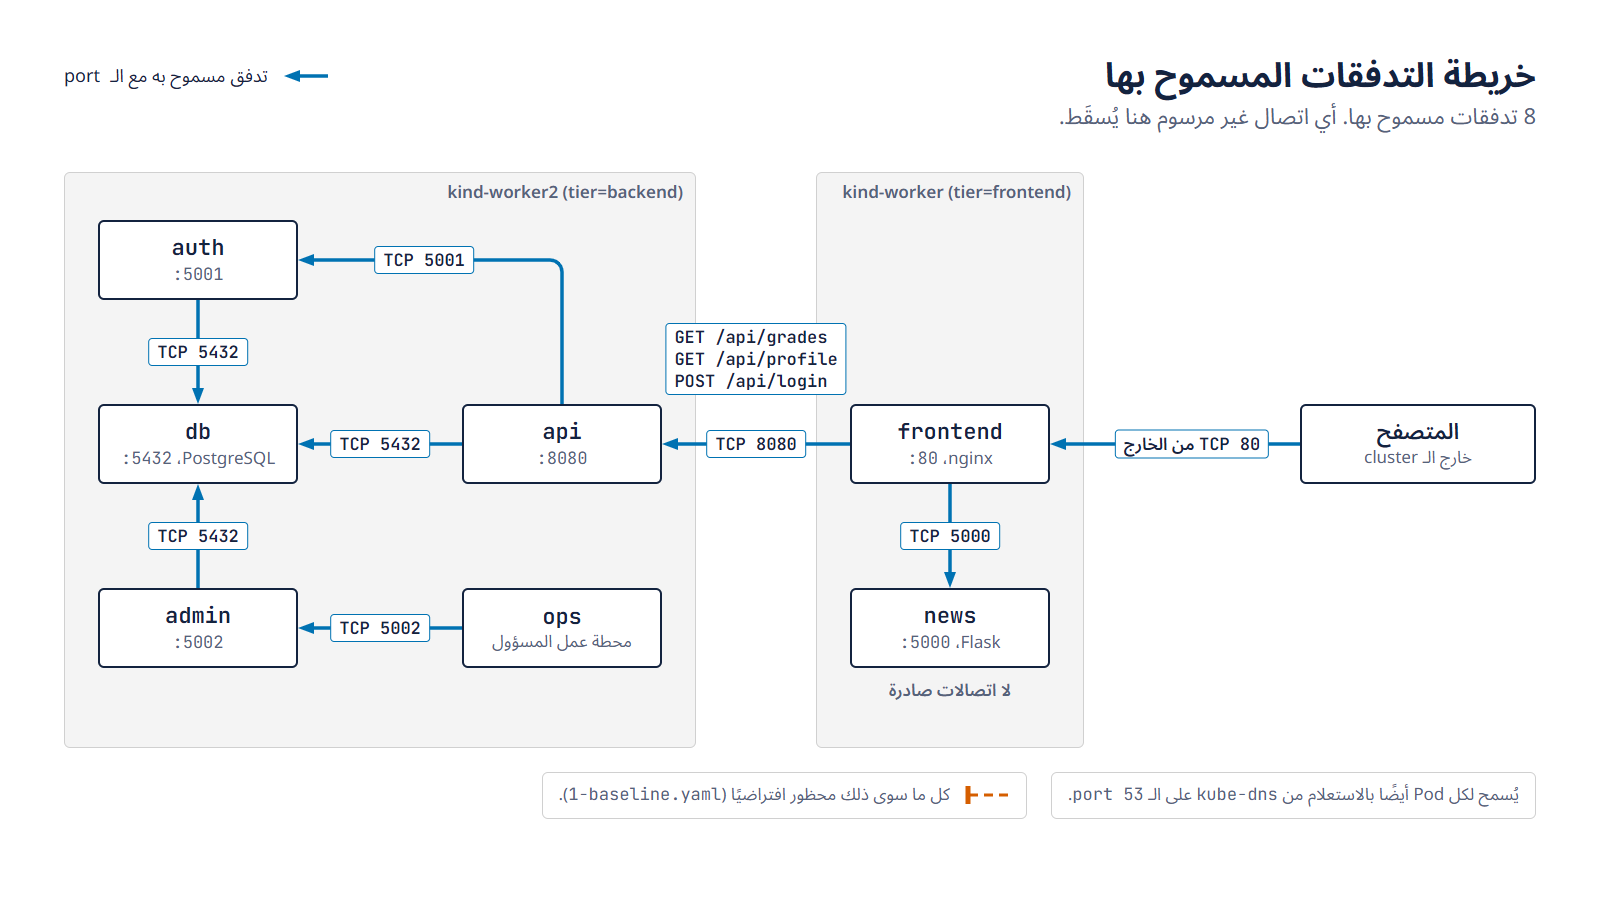 خريطة التدفقات المسموح بها
8 تدفقات مسموح بها. أي اتصال غير مرسوم هنا يُسقَط.
تدفق مسموح به مع الـ port
kind-worker (tier=frontend)
kind-worker2 (tier=backend)
المتصفح
خارج الـ cluster
TCP 80 من الخارج
frontend
nginx، 80:
TCP 5000
news
Flask، 5000:
لا اتصالات صادرة
GET /api/grades
GET /api/profile
POST /api/login
TCP 8080
api
:8080
TCP 5001
auth
:5001
TCP 5432
TCP 5432
db
PostgreSQL، 5432:
TCP 5432
ops
محطة عمل المسؤول
TCP 5002
admin
:5002
يُسمح لكل Pod أيضًا بالاستعلام من kube-dns على الـ port 53.
كل ما سوى ذلك محظور افتراضيًا (1-baseline.yaml).